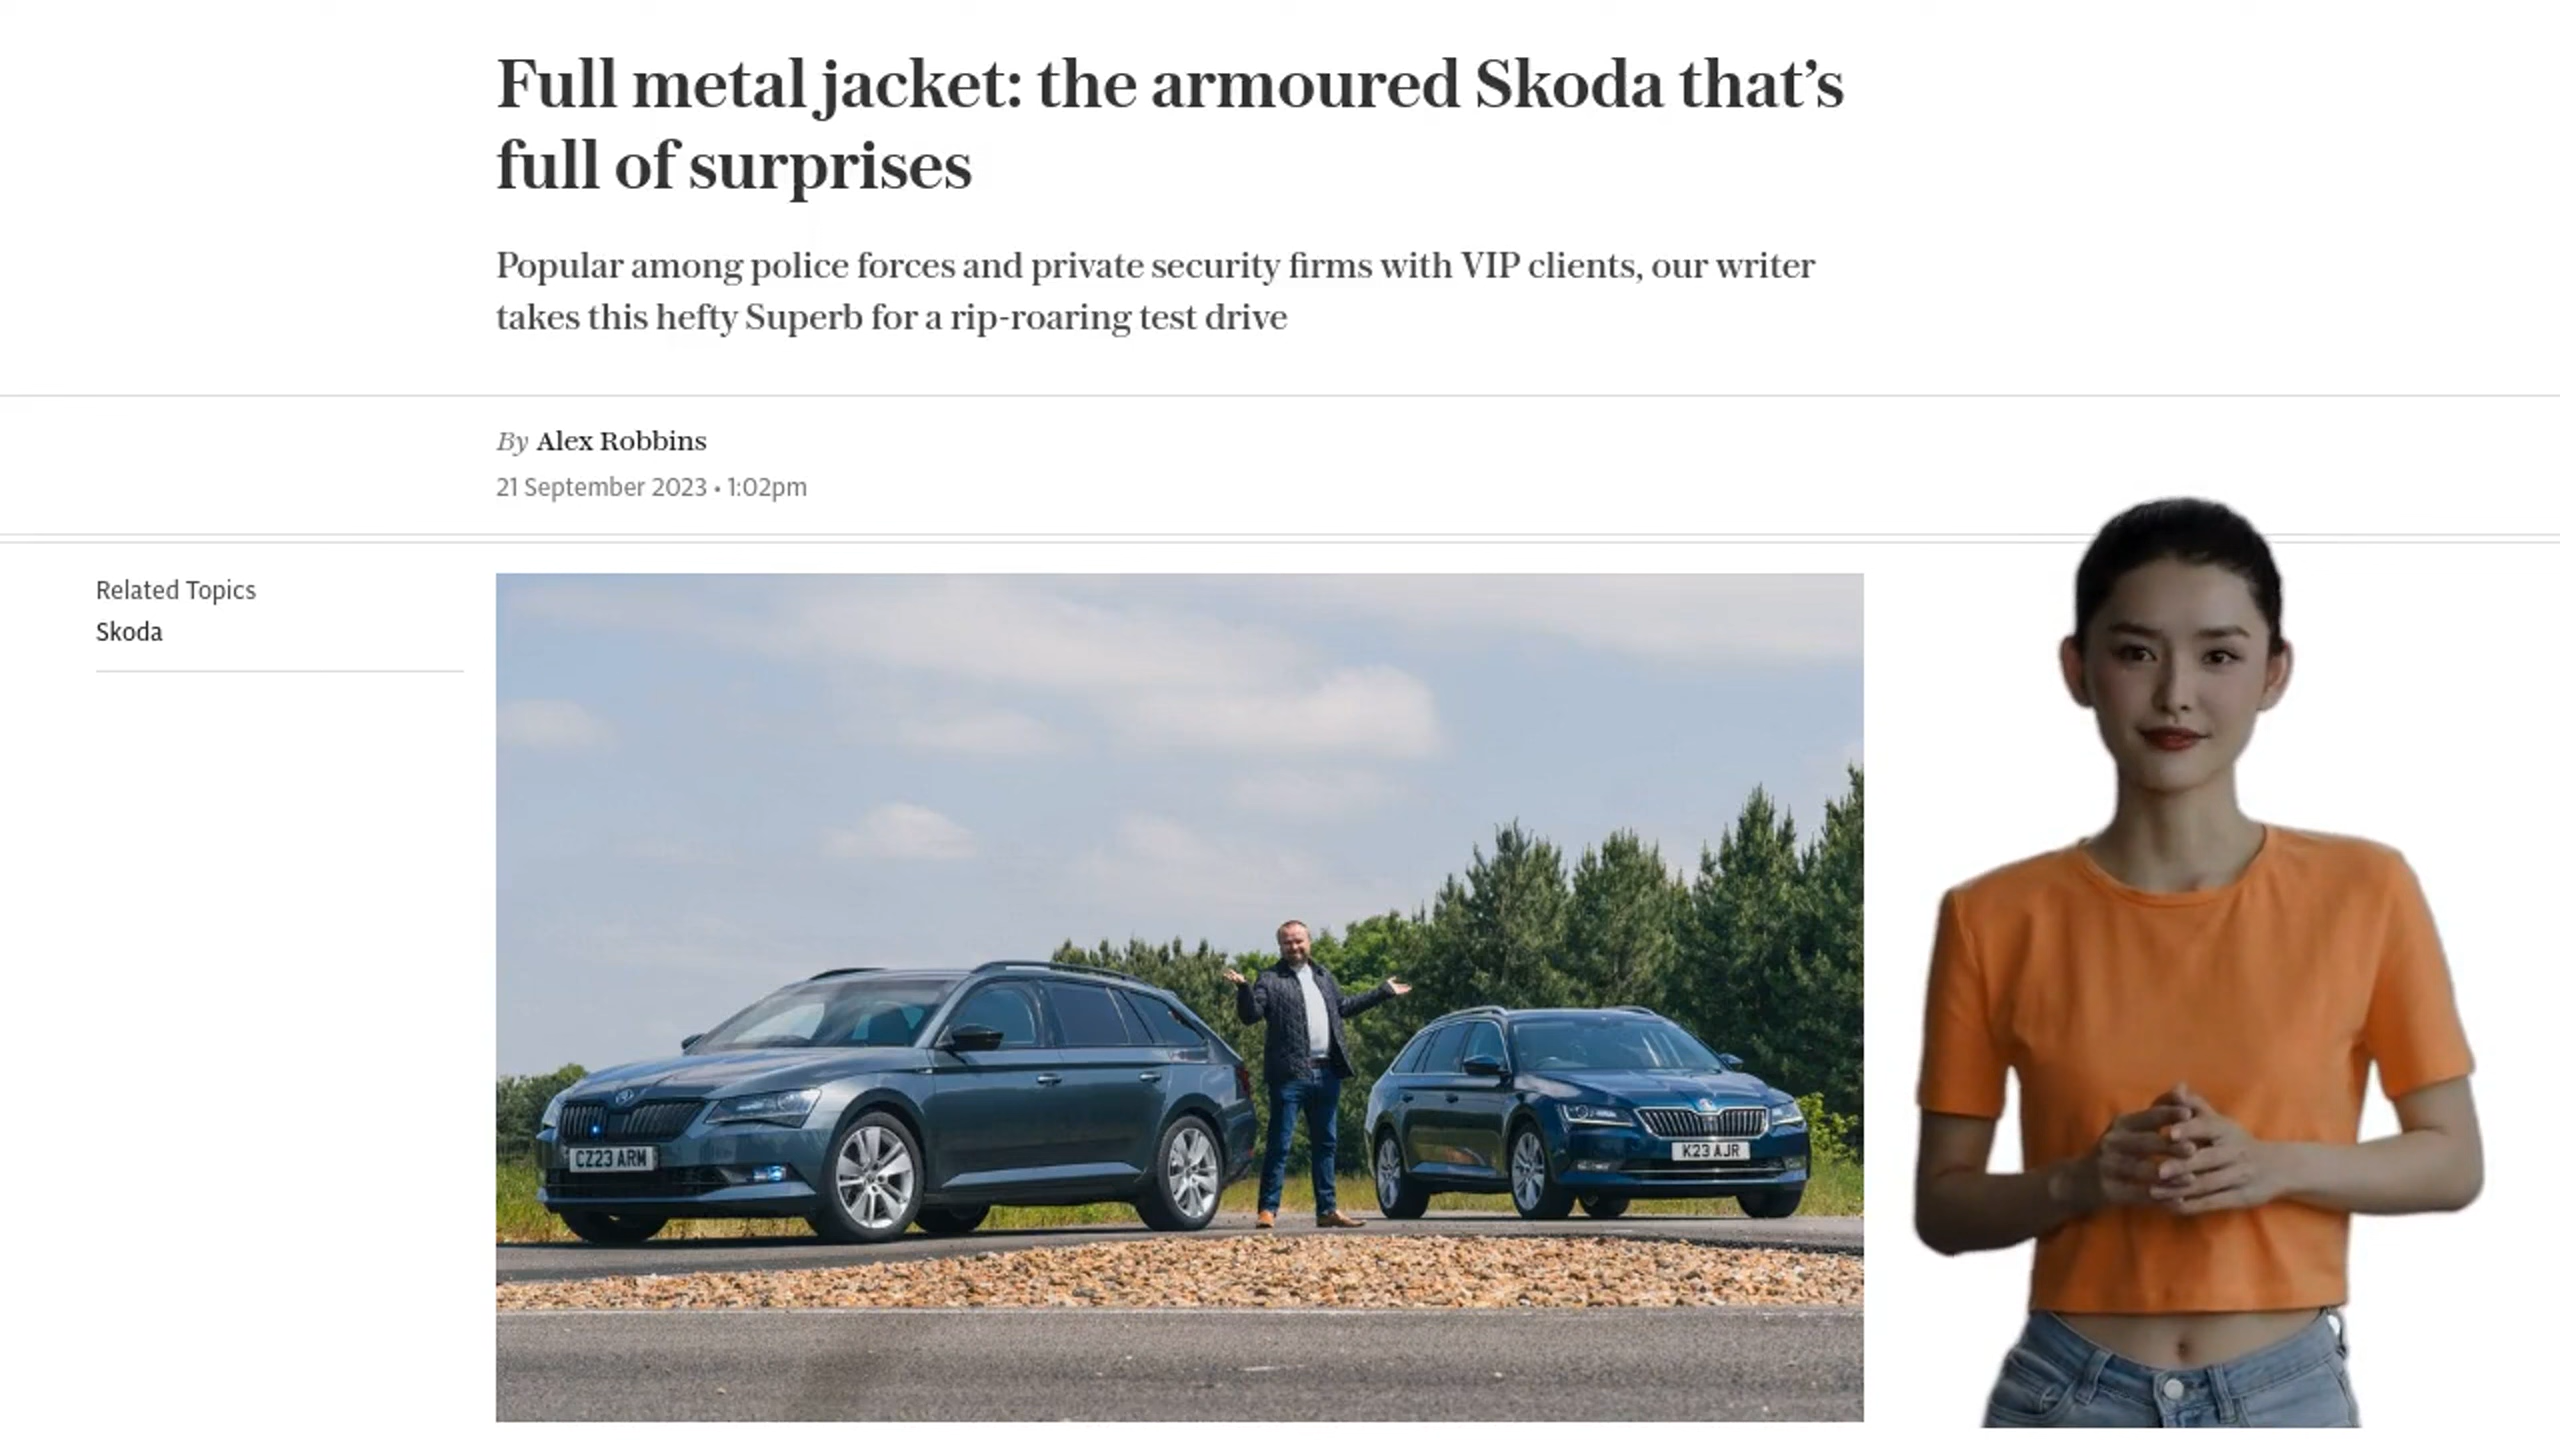 Full metal jacket: the armoured Skoda that’s
full of surprises
Popular among police forces and private security firms with VIP clients, our writer
takes this hefty Superb for a rip-roaring test drive
By Alex Robbins
21 September 2023 • 1:02pm
Related Topics
Skoda
CZ23 ARM
K23 AJR